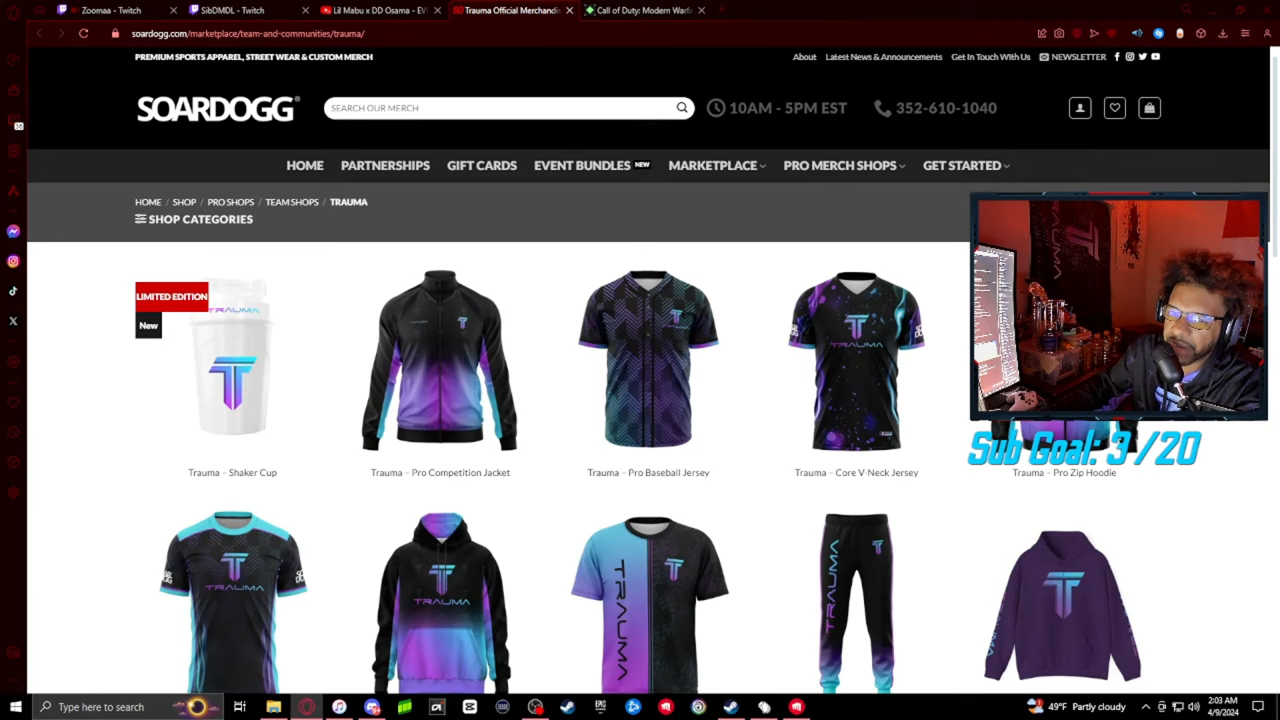 Zoomaa - Twitch
SibDMDL - Twitch
Lil Mabu x DD Osama - EV
Trauma Official Merchandi
Call of Duty: Modern Warf
soardogg.com/marketplace/team-and-communities/trauma/
PREMIUM SPORTS APPAREL, STREET WEAR & CUSTOM MERCH
About
Latest News & Announcements
Get In Touch With Us
NEWSLETTER
SOARDOGG®
SEARCH OUR MERCH
10AM - 5PM EST
352-610-1040
HOME
PARTNERSHIPS
GIFT CARDS
EVENT BUNDLES NEW
MARKETPLACE
PRO MERCH SHOPS
GET STARTED
HOME / SHOP / PRO SHOPS / TEAM SHOPS / TRAUMA
SHOP CATEGORIES
LIMITED EDITION
New
TRAUMA
TRAUMA
TRAUMA
Sub Goal: 3 /20
Trauma – Shaker Cup
Trauma – Pro Competition Jacket
Trauma – Pro Baseball Jersey
Trauma – Core V-Neck Jersey
Trauma – Pro Zip Hoodie
TRAUMA
TRAUMA
TRAUMA
TRAUMA
Type here to search
49°F Partly cloudy
2:03 AM
4/9/2024